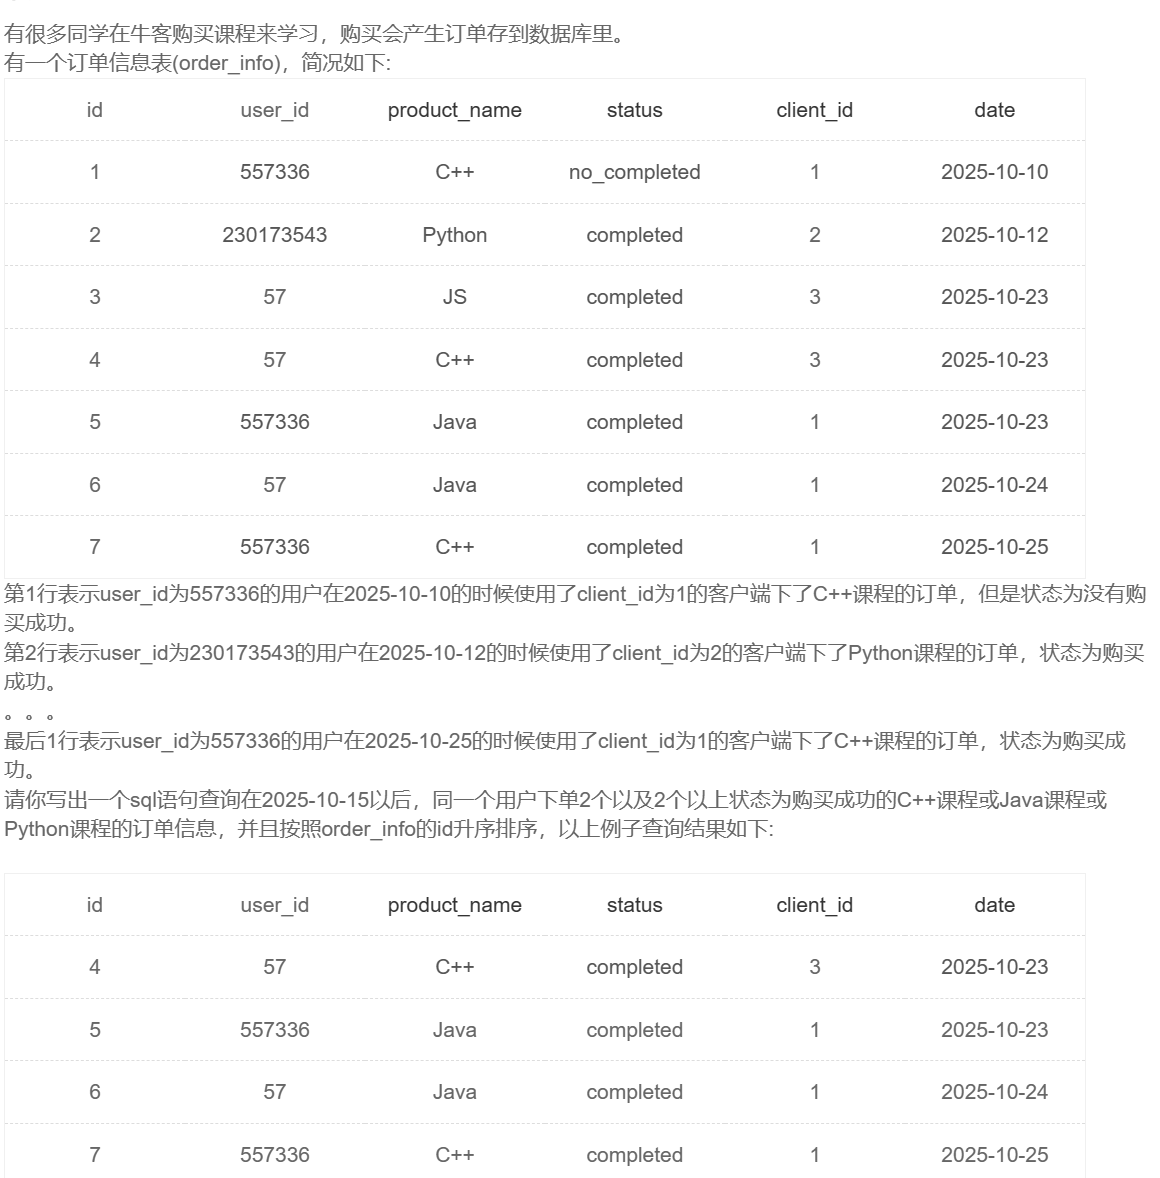 有很多同学在牛客购买课程来学习，购买会产生订单存到数据库里。
有一个订单信息表(order_info)，简况如下:
id user_id product_name status client_id date
1 557336 C++ no_completed 1 2025-10-10
2 230173543 Python completed 2 2025-10-12
3 57 JS completed 3 2025-10-23
4 57 C++ completed 3 2025-10-23
5 557336 Java completed 1 2025-10-23
6 57 Java completed 1 2025-10-24
7 557336 C++ completed 1 2025-10-25
第1行表示user_id为557336的用户在2025-10-10的时候使用了client_id为1的客户端下了C++课程的订单，但是状态为没有购
买成功。
第2行表示user_id为230173543的用户在2025-10-12的时候使用了client_id为2的客户端下了Python课程的订单，状态为购买
成功。
。。。
最后1行表示user_id为557336的用户在2025-10-25的时候使用了client_id为1的客户端下了C++课程的订单，状态为购买成
功。
请你写出一个sql语句查询在2025-10-15以后，同一个用户下单2个以及2个以上状态为购买成功的C++课程或Java课程或
Python课程的订单信息，并且按照order_info的id升序排序，以上例子查询结果如下:
id user_id product_name status client_id date
4 57 C++ completed 3 2025-10-23
5 557336 Java completed 1 2025-10-23
6 57 Java completed 1 2025-10-24
7 557336 C++ completed 1 2025-10-25